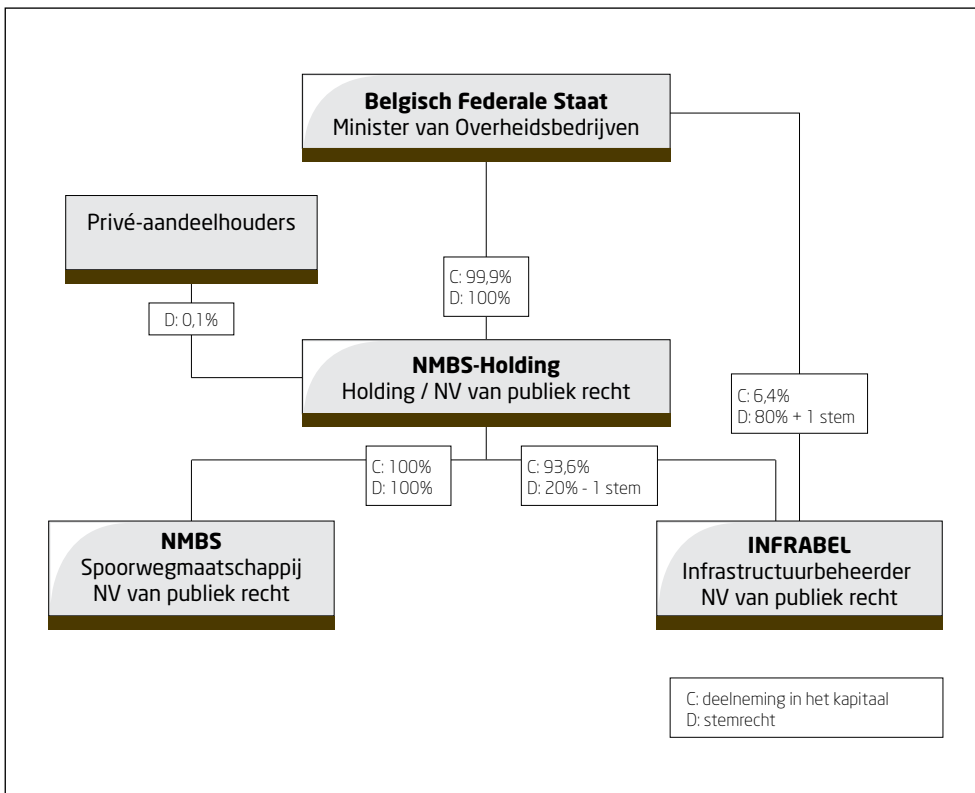 Belgisch Federale Staat
Minister van Overheidsbedrijven
Privé-aandeelhouders
C: 99,9%
D: 100%
D: 0,1%
NMBS-Holding
Holding / NV van publiek recht
C: 6,4%
D: 80% + 1 stem
C: 100%
D: 100%
C: 93,6%
D: 20% - 1 stem
NMBS
Spoorwegmaatschappij
NV van publiek recht
INFRABEL
Infrastructuurbeheerder
NV van publiek recht
C: deelneming in het kapitaal
D: stemrecht